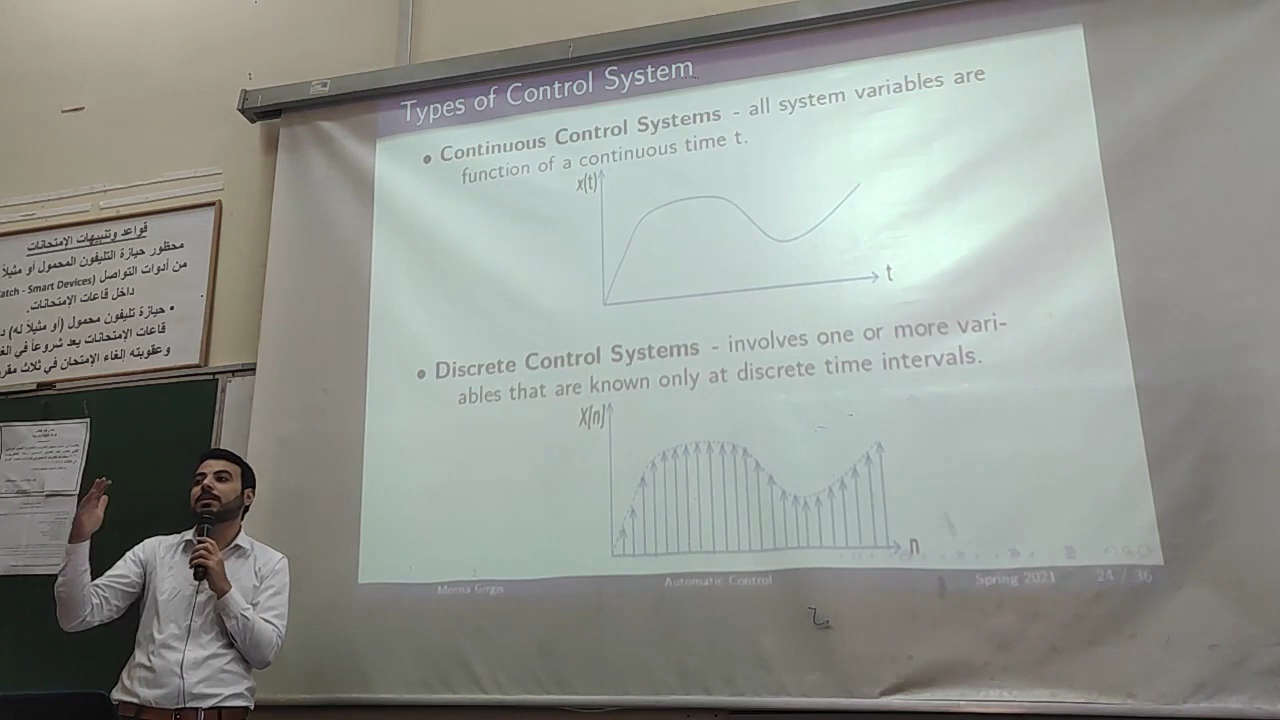 Types of Control System
• Continuous Control Systems - all system variables are
function of a continuous time t.
x(t)
t
• Discrete Control Systems - involves one or more vari-
ables that are known only at discrete time intervals.
X[n]
n
Meena Girgis
Automatic Control
Spring 2021
24 / 36
قواعد وتنبيهات الإمتحانات
محظور حيازة التليفون المحمول أو مثيلاً
من أدوات التواصل (atch - Smart Devices
داخل قاعات الإمتحانات.
• حيازة تليفون محمول (أو مثيلاً له) د
قاعات الإمتحانات يعد شروعاً في الغ
وعقوبته إلغاء الإمتحان في ثلاث مقر